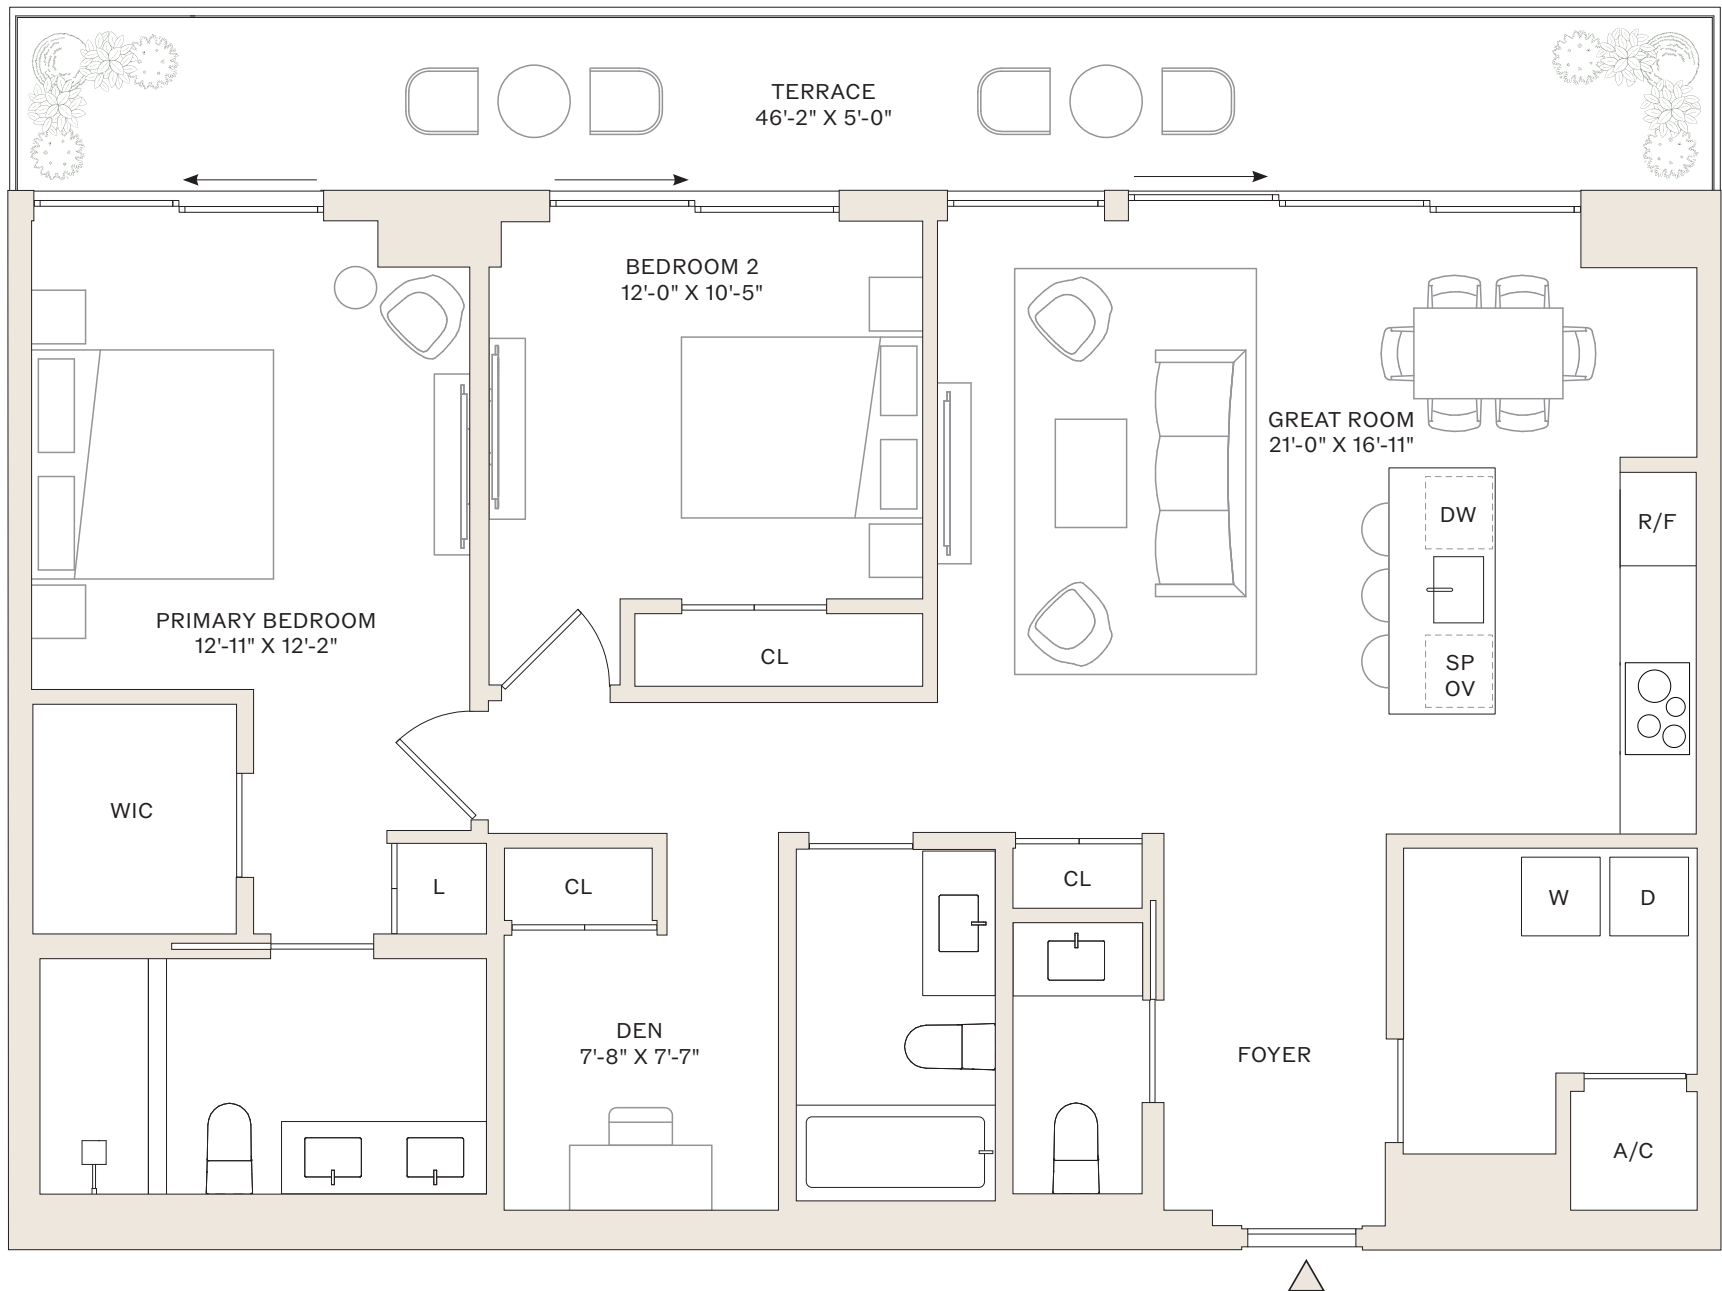 TERRACE
46'-2" X 5'-0"
BEDROOM 2
12'-0" X 10'-5"
GREAT ROOM
21'-0" X 16'-11"
DW
R/F
PRIMARY BEDROOM
12'-11" X 12'-2"
CL
SP
OV
WIC
L
CL
CL
W
D
DEN
7'-8" X 7'-7"
FOYER
A/C